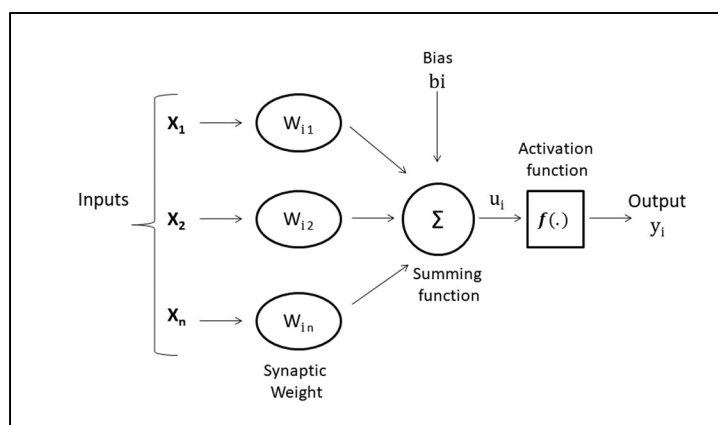 Bias
bi
X₁
Wᵢ₁
Activation
function
Inputs
X₂
Wᵢ₂
Σ
uᵢ
f(.)
Output
yᵢ
Summing
function
Xₙ
Wᵢₙ
Synaptic
Weight